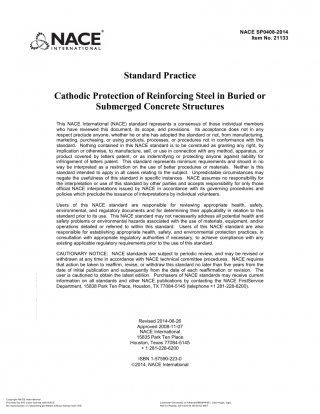 NACE SP0408-2014
Item No. 21133
NACE
INTERNATIONAL
Standard Practice
Cathodic Protection of Reinforcing Steel in Buried or
Submerged Concrete Structures
This NACE International (NACE) standard represents a consensus of those individual members
who have reviewed this document, its scope, and provisions. Its acceptance does not in any
respect preclude anyone, whether he or she has adopted the standard or not, from manufacturing,
marketing, purchasing, or using products, processes, or procedures not in conformance with this
standard. Nothing contained in this NACE standard is to be construed as granting any right, by
implication or otherwise, to manufacture, sell, or use in connection with any method, apparatus, or
product covered by letters patent, or as indemnifying or protecting anyone against liability for
infringement of letters patent. This standard represents minimum requirements and should in no
way be interpreted as a restriction on the use of better procedures or materials. Neither is this
standard intended to apply in all cases relating to the subject. Unpredictable circumstances may
negate the usefulness of this standard in specific instances. NACE assumes no responsibility for
the interpretation or use of this standard by other parties and accepts responsibility for only those
official NACE interpretations issued by NACE in accordance with its governing procedures and
policies which preclude the issuance of interpretations by individual volunteers.
Users of this NACE standard are responsible for reviewing appropriate health, safety,
environmental, and regulatory documents and for determining their applicability in relation to this
standard prior to its use. This NACE standard may not necessarily address all potential health and
safety problems or environmental hazards associated with the use of materials, equipment, and/or
operations detailed or referred to within this standard. Users of this NACE standard are also
responsible for establishing appropriate health, safety, and environmental protection practices, in
consultation with appropriate regulatory authorities if necessary, to achieve compliance with any
existing applicable regulatory requirements prior to the use of this standard.
CAUTIONARY NOTICE: NACE standards are subject to periodic review, and may be revised or
withdrawn at any time in accordance with NACE technical committee procedures. NACE requires
that action be taken to reaffirm, revise, or withdraw this standard no later than five years from the
date of initial publication and subsequently from the date of each reaffirmation or revision. The
user is cautioned to obtain the latest edition. Purchasers of NACE standards may receive current
information on all standards and other NACE publications by contacting the NACE FirstService
Department, 15835 Park Ten Place, Houston, TX 77084-5145 (telephone +1 281-228-6200).
Revised 2014-06-26
Approved 2008-11-07
NACE International
15835 Park Ten Place
Houston, Texas 77084-5145
+ 1 281-228-6200
ISBN 1-57590-223-0
©2014, NACE International
Copyright NACE International